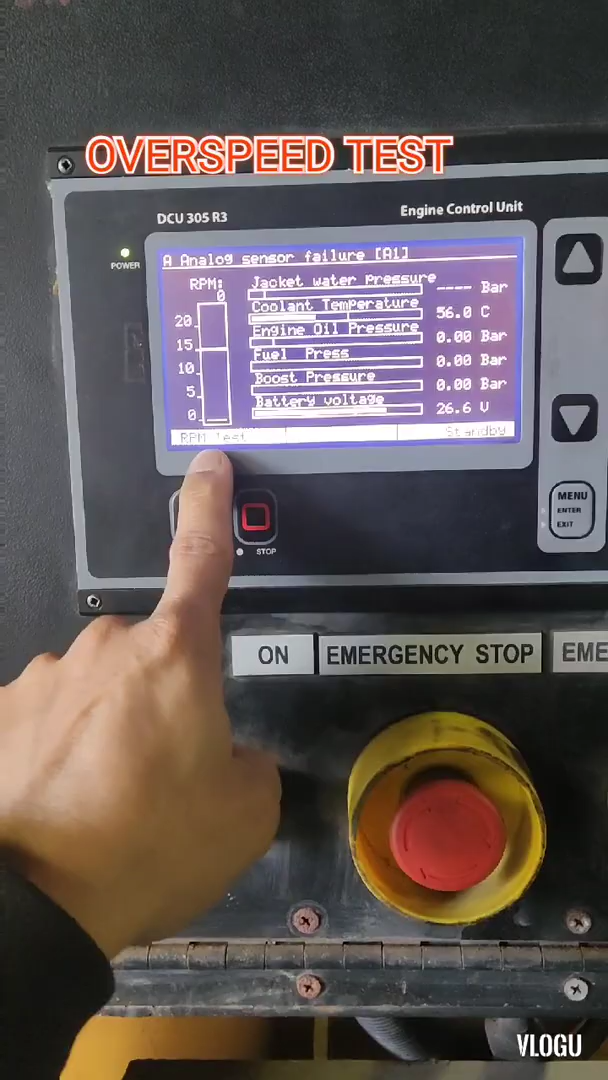 OVERSPEED TEST
DCU 305 R3
Engine Control Unit
POWER
A Analog sensor failure [A1]
RPM:
0
20
15
10
5
0
Jacket water pressure ---- Bar
Coolant Temperature 56.0 C
Engine Oil Pressure 0.00 Bar
Fuel Press 0.00 Bar
Boost Pressure 0.00 Bar
Battery voltage 26.6 V
RPM Test
Standby
MENU
ENTER
EXIT
STOP
ON
EMERGENCY STOP
EME
VLOGU